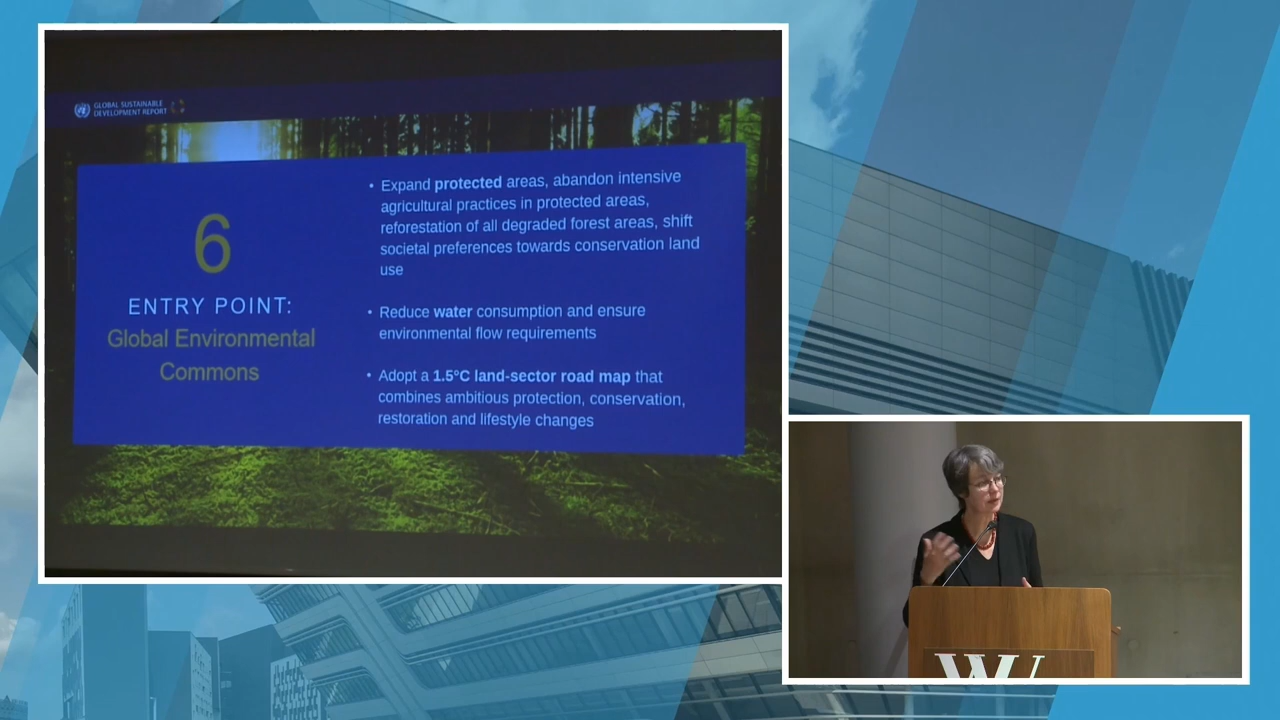 GLOBAL SUSTAINABLE
DEVELOPMENT REPORT
6
ENTRY POINT:
Global Environmental
Commons
• Expand protected areas, abandon intensive
agricultural practices in protected areas,
reforestation of all degraded forest areas, shift
societal preferences towards conservation land
use
• Reduce water consumption and ensure
environmental flow requirements
• Adopt a 1.5°C land-sector road map that
combines ambitious protection, conservation,
restoration and lifestyle changes
WU